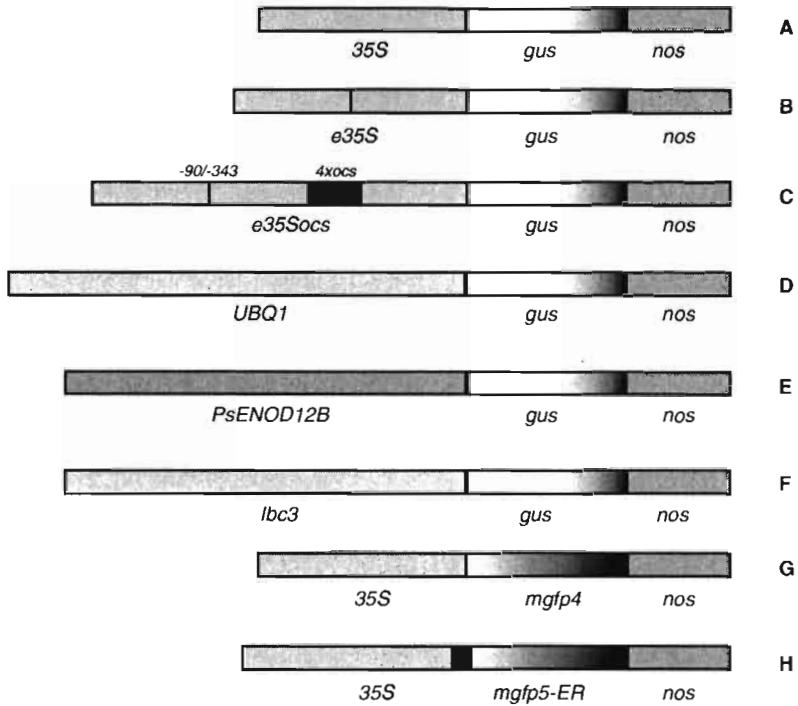 A
35S gus nos
B
e35S gus nos
-90/-343 4xocs
C
e35Socs gus nos
D
UBQ1 gus nos
E
PsENOD12B gus nos
F
lbc3 gus nos
G
35S mgfp4 nos
H
35S mgfp5-ER nos